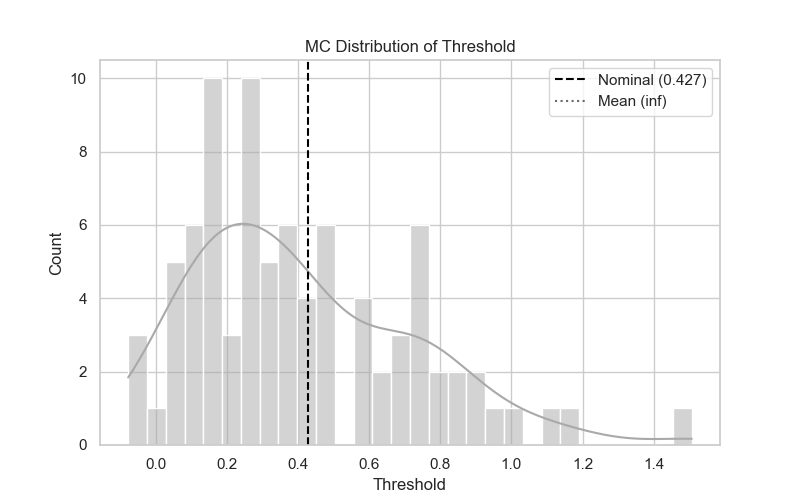 MC Distribution of Threshold
Nominal (0.427)
Mean (inf)
10
8
6
4
2
0
Count
0.0 0.2 0.4 0.6 0.8 1.0 1.2 1.4
Threshold